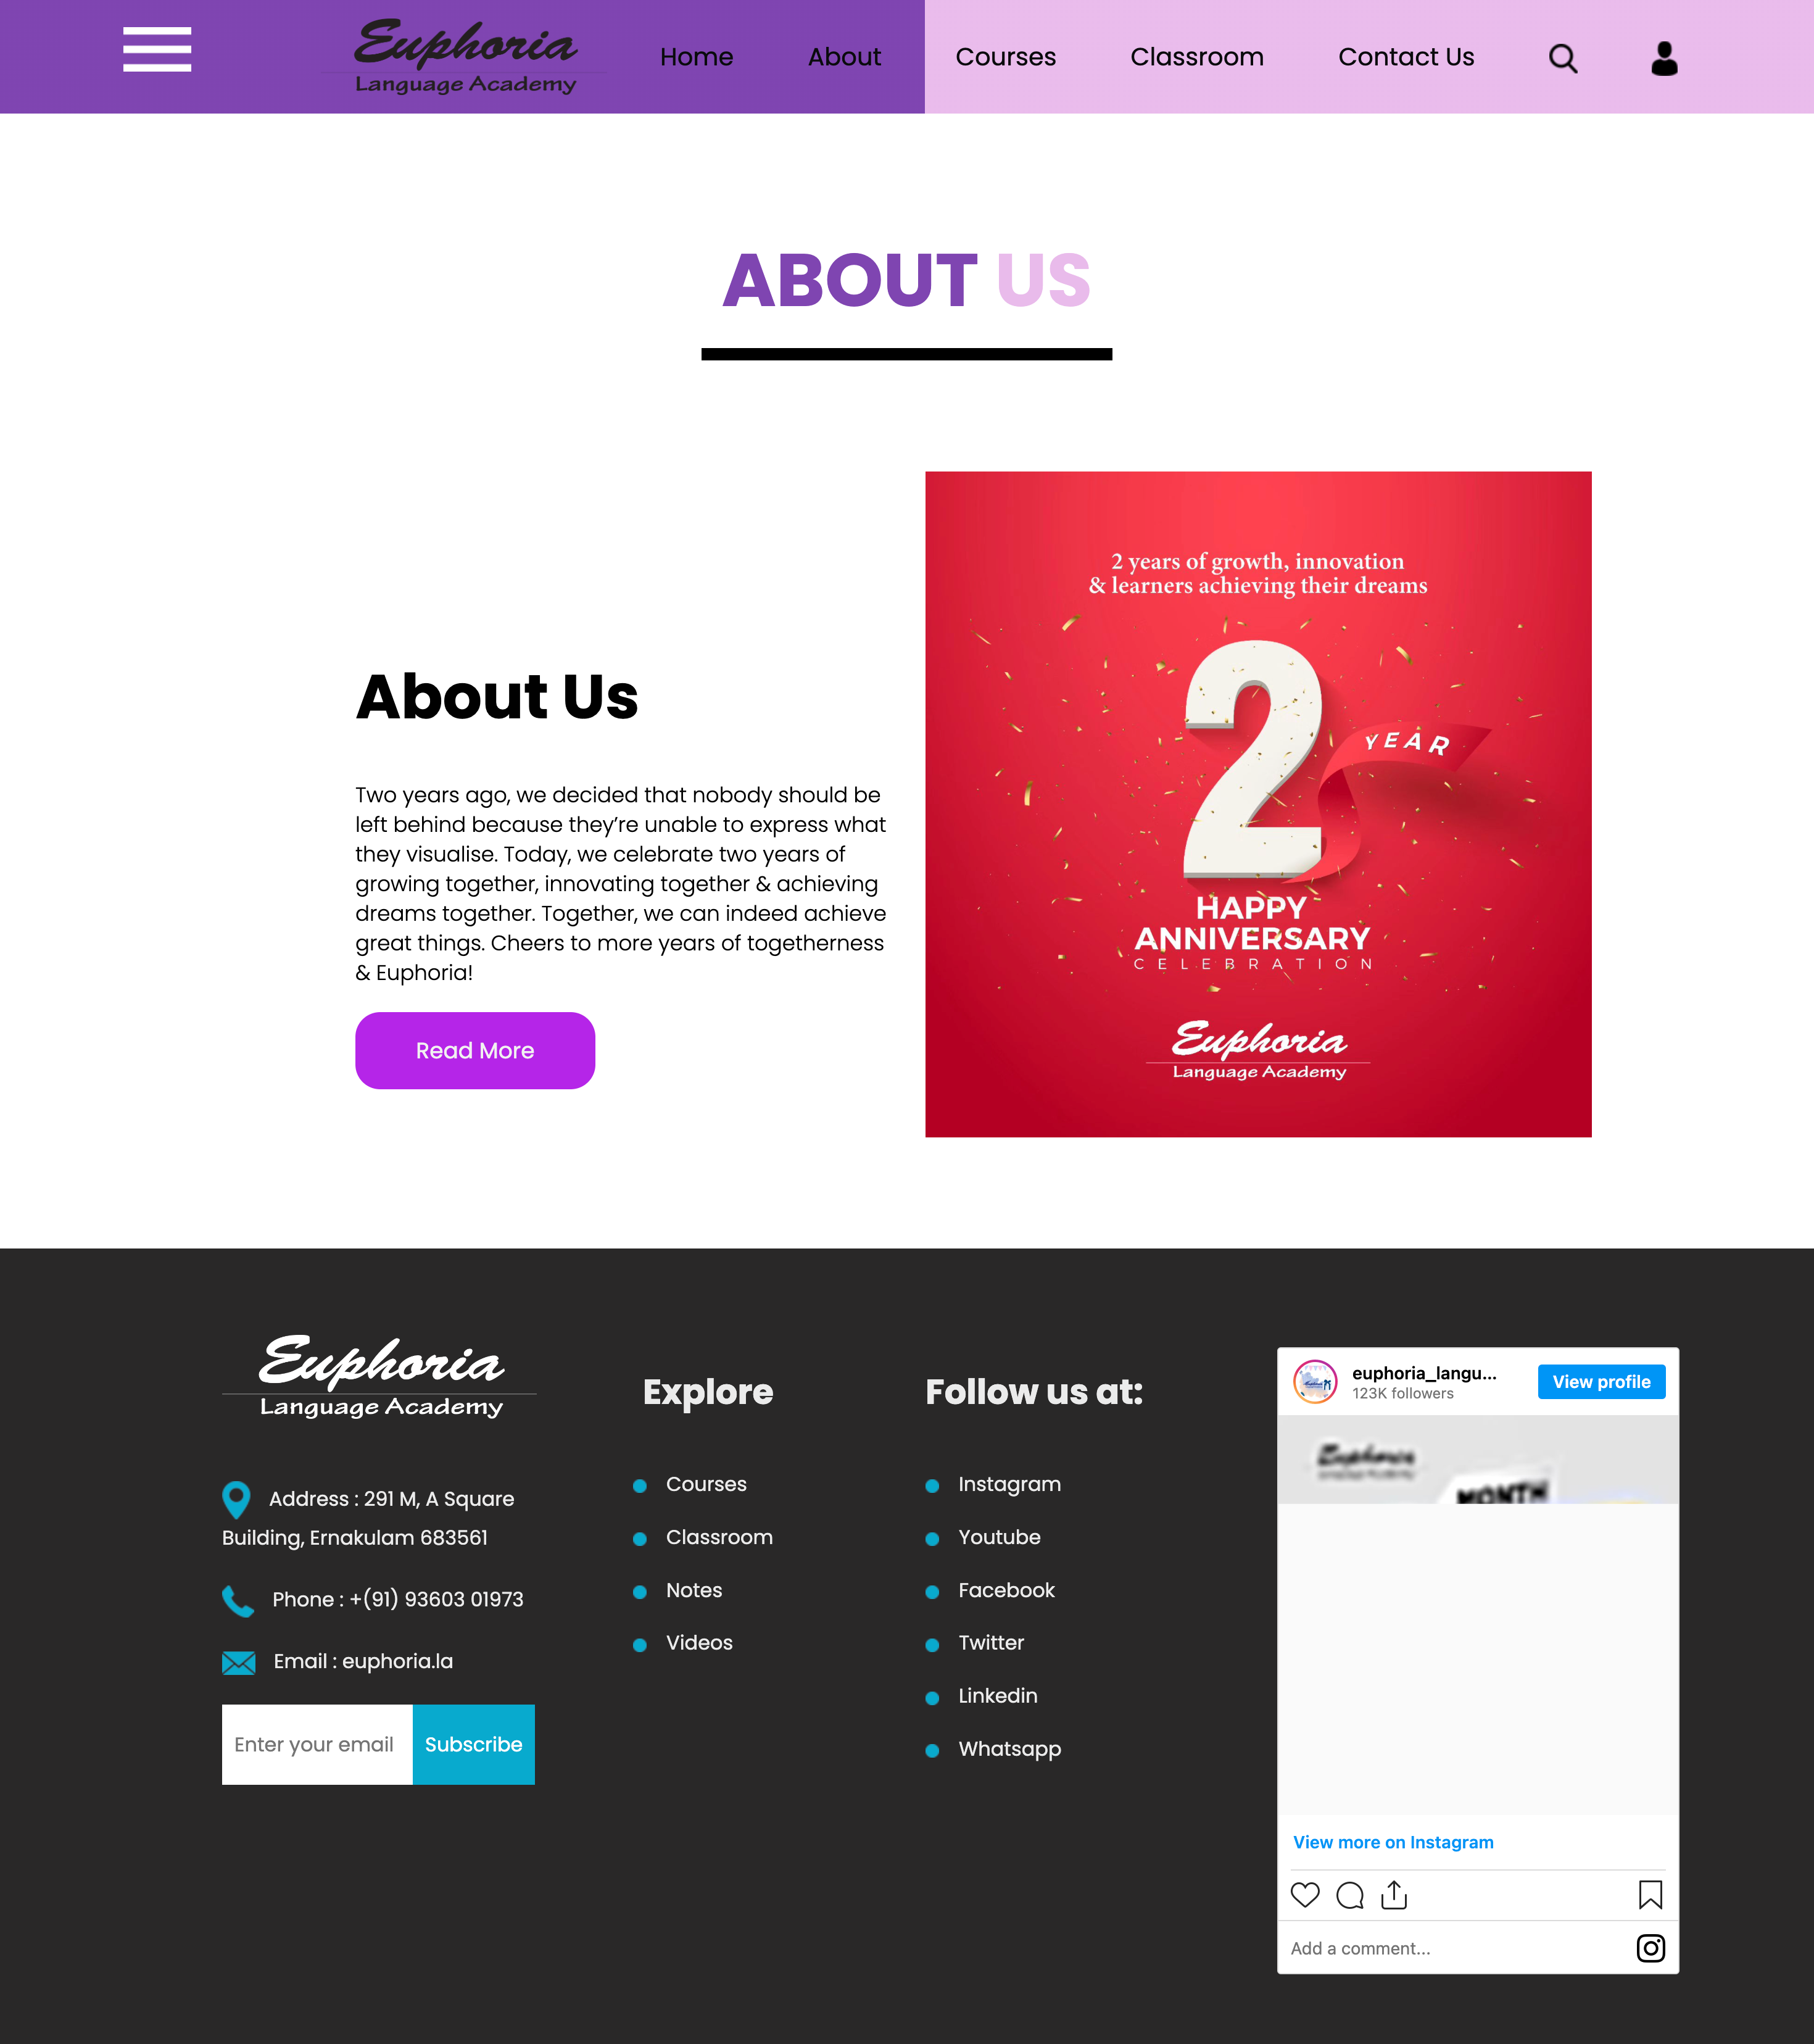 Euphoria
Language Academy
Home
About
Courses
Classroom
Contact Us
ABOUT US
About Us
Two years ago, we decided that nobody should be
left behind because they're unable to express what
they visualise. Today, we celebrate two years of
growing together, innovating together & achieving
dreams together. Together, we can indeed achieve
great things. Cheers to more years of togetherness
& Euphoria!
Read More
2 years of growth, innovation
& learners achieving their dreams
2
YEAR
HAPPY
ANNIVERSARY
CELEBRATION
Euphoria
Language Academy
Euphoria
Language Academy
Address : 291 M, A Square
Building, Ernakulam 683561
Phone : +(91) 93603 01973
Email : euphoria.la
Enter your email
Subscribe
Explore
Courses
Classroom
Notes
Videos
Follow us at:
Instagram
Youtube
Facebook
Twitter
Linkedin
Whatsapp
euphoria_langu...
123K followers
View profile
Euphoria
MONTH
View more on Instagram
Add a comment...